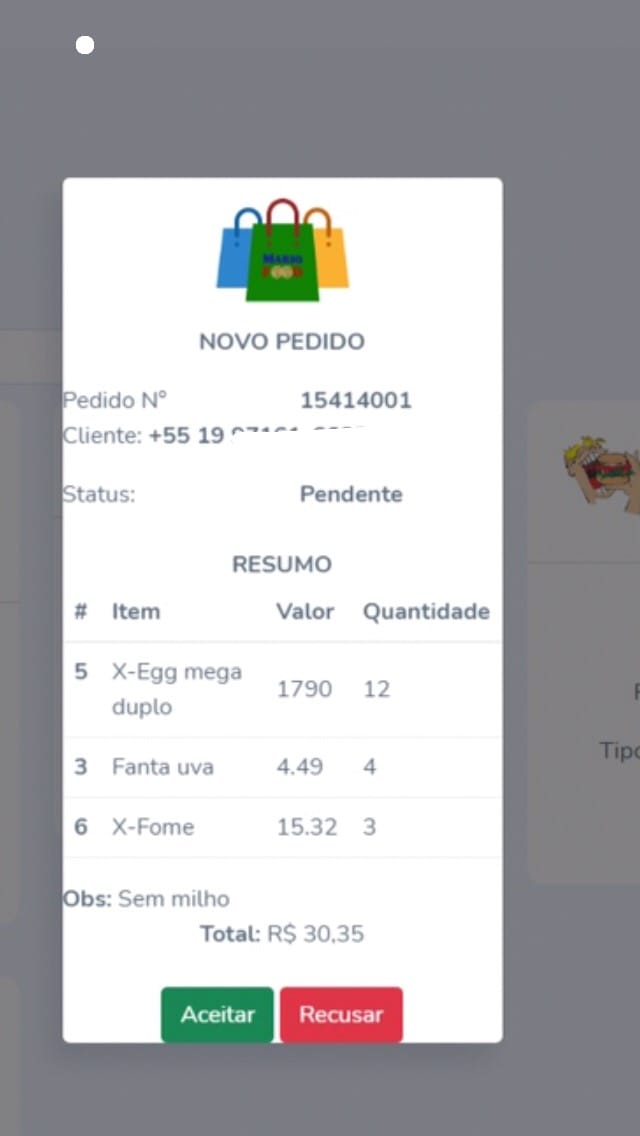 MARIO
FOOD
NOVO PEDIDO
Pedido N° 15414001
Cliente: +55 19
Status: Pendente
RESUMO
# Item Valor Quantidade
5 X-Egg mega duplo 1790 12
3 Fanta uva 4.49 4
6 X-Fome 15.32 3
Obs: Sem milho
Total: R$ 30,35
Aceitar Recusar